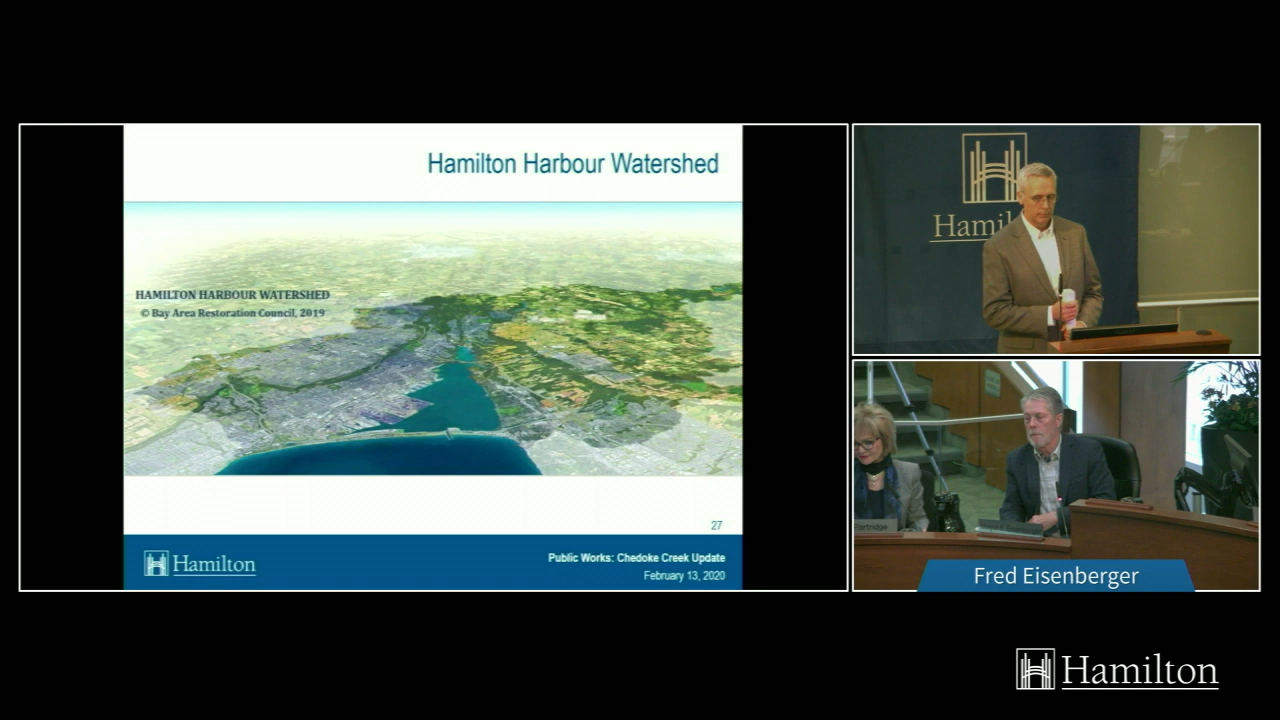 Hamilton Harbour Watershed
HAMILTON HARBOUR WATERSHED
© Bay Area Restoration Council, 2019
27
Hamilton
Public Works: Chedoke Creek Update
February 13, 2020
Hamil
Partridge
Fred Eisenberger
Hamilton